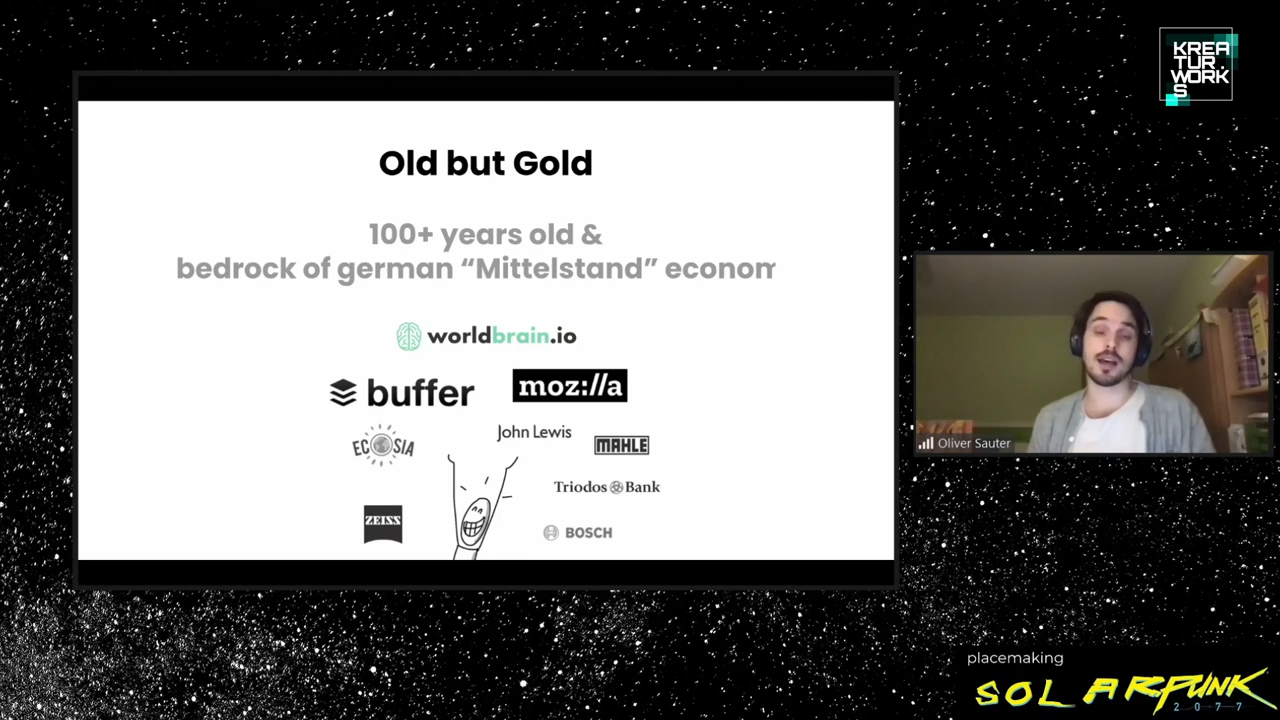 KREA
TUR.
WORK
S
Old but Gold
100+ years old &
bedrock of german “Mittelstand” econom
worldbrain.io
buffer
moz://a
ECOSIA
John Lewis
MAHLE
Triodos Bank
ZEISS
BOSCH
Oliver Sauter
placemaking
SOLARPUNK
2077